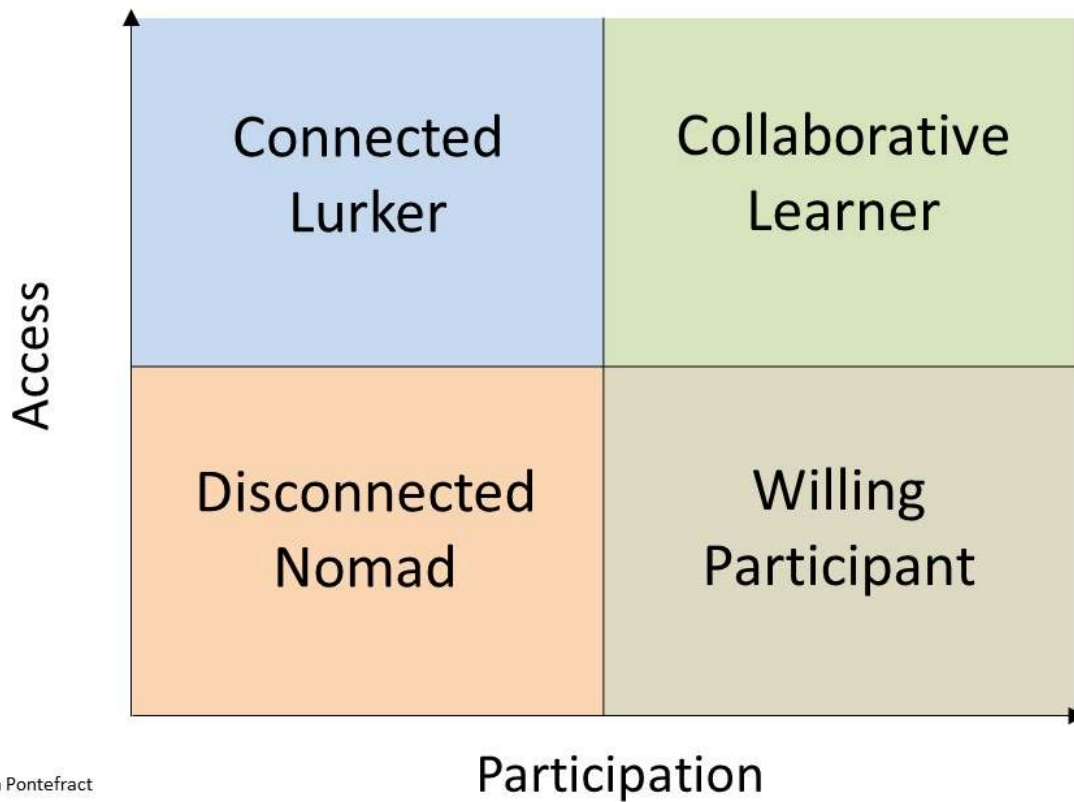 Connected
Lurker
Collaborative
Learner
Access
Disconnected
Nomad
Willing
Participant
Participation
Pontefract